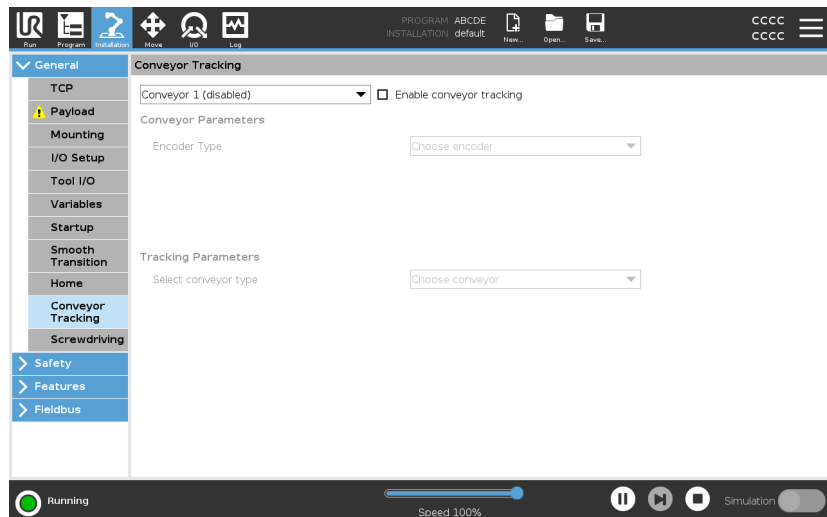 UR
PROGRAM ABCDE
INSTALLATION default
CCCC
CCCC
Run Program Installation Move I/O Log New... Open... Save...
General
Conveyor Tracking
TCP
Conveyor 1 (disabled) Enable conveyor tracking
Payload
Conveyor Parameters
Mounting
Encoder Type Choose encoder
I/O Setup
Tool I/O
Variables
Startup
Smooth
Transition
Tracking Parameters
Home
Select conveyor type Choose conveyor
Conveyor
Tracking
Screwdriving
Safety
Features
Fieldbus
Running
Speed 100%
Simulation